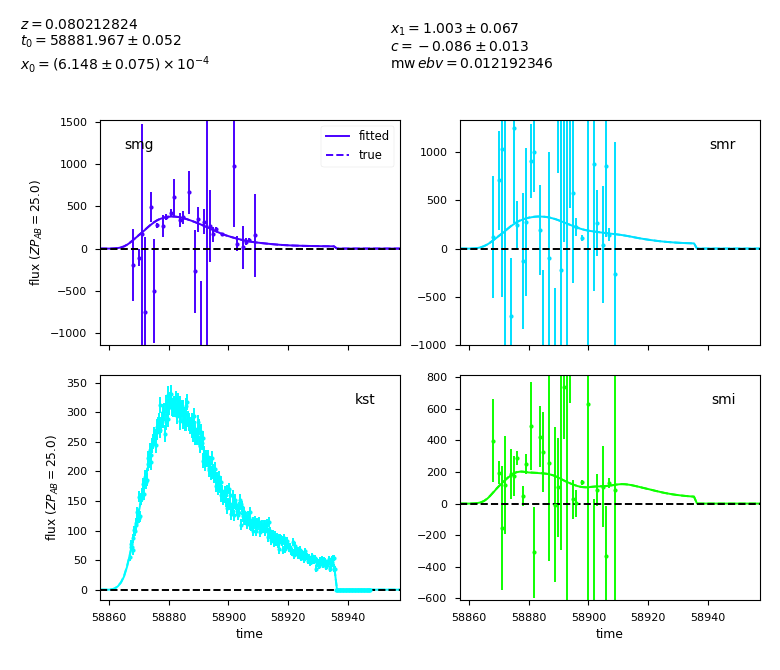 z = 0.080212824
t₀ = 58881.967 ± 0.052
x₀ = (6.148 ± 0.075) × 10⁻⁴
x₁ = 1.003 ± 0.067
c = −0.086 ± 0.013
mw ebv = 0.012192346
smg
fitted
true
1500
1000
500
0
−500
−1000
flux (ZP_AB = 25.0)
smr
1000
500
0
−500
−1000
kst
350
300
250
200
150
100
50
0
flux (ZP_AB = 25.0)
58860 58880 58900 58920 58940
time
smi
800
600
400
200
0
−200
−400
−600
58860 58880 58900 58920 58940
time